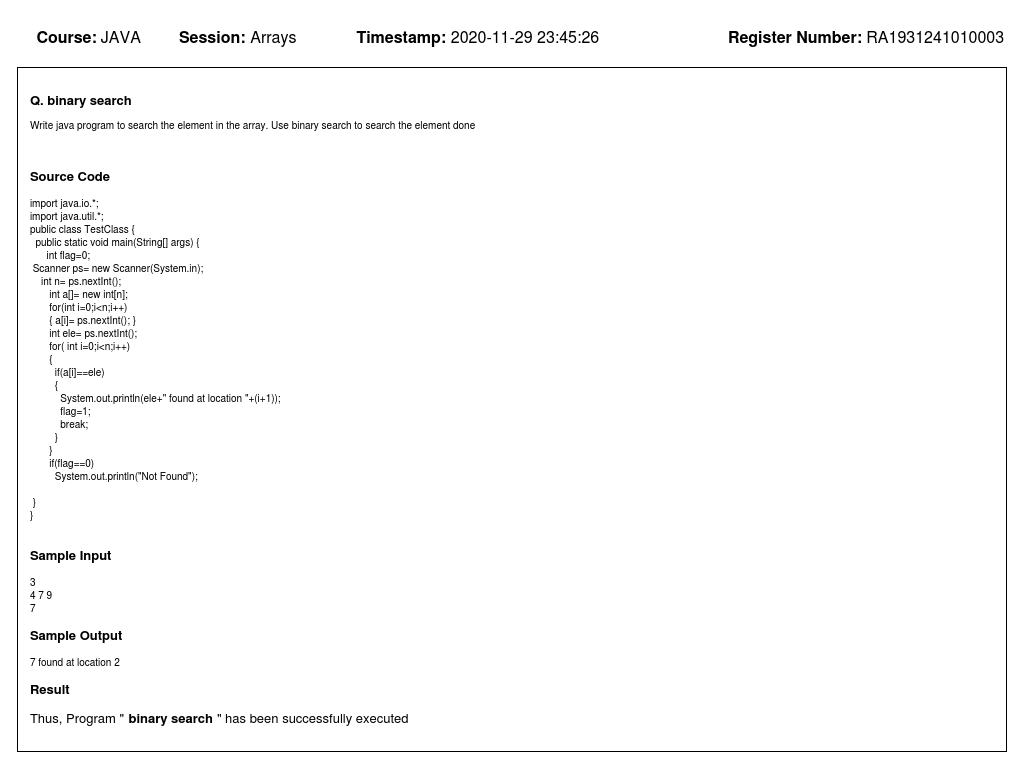 Course: JAVA Session: Arrays Timestamp: 2020-11-29 23:45:26 Register Number: RA1931241010003
Q. binary search
Write java program to search the element in the array. Use binary search to search the element done
Source Code
import java.io.*;
import java.util.*;
public class TestClass {
  public static void main(String[] args) {
      int flag=0;
 Scanner ps= new Scanner(System.in);
    int n= ps.nextInt();
       int a[]= new int[n];
       for(int i=0;i<n;i++)
       { a[i]= ps.nextInt(); }
       int ele= ps.nextInt();
       for( int i=0;i<n;i++)
       {
         if(a[i]==ele)
         {
           System.out.println(ele+" found at location "+(i+1));
           flag=1;
           break;
         }
       }
       if(flag==0)
         System.out.println("Not Found");
 }
}
Sample Input
3
4 7 9
7
Sample Output
7 found at location 2
Result
Thus, Program " binary search " has been successfully executed